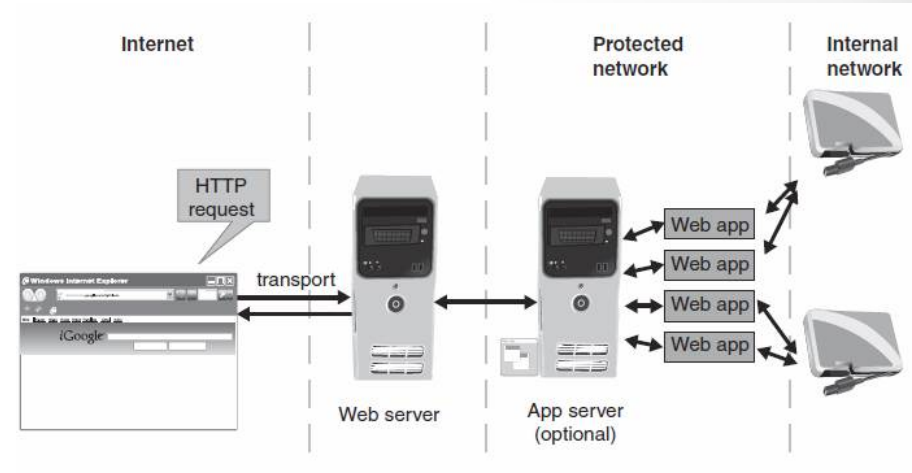 Internet
Protected
network
Internal
network
HTTP
request
Windows Internet Explorer
transport
iGoogle
Web app
Web app
Web app
Web app
Web server
App server
(optional)